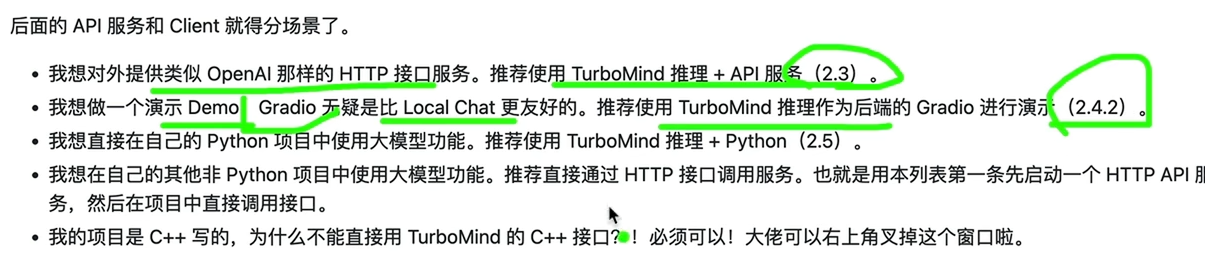 后面的 API 服务和 Client 就得分场景了。
我想对外提供类似 OpenAI 那样的 HTTP 接口服务。推荐使用 TurboMind 推理 + API 服务（2.3）。
我想做一个演示 Demo，Gradio 无疑是比 Local Chat 更友好的。推荐使用 TurboMind 推理作为后端的 Gradio 进行演示（2.4.2）。
我想直接在自己的 Python 项目中使用大模型功能。推荐使用 TurboMind 推理 + Python（2.5）。
我想在自己的其他非 Python 项目中使用大模型功能。推荐直接通过 HTTP 接口调用服务。也就是用本列表第一条先启动一个 HTTP API 服
务，然后在项目中直接调用接口。
我的项目是 C++ 写的，为什么不能直接用 TurboMind 的 C++ 接口？！必须可以！大佬可以右上角叉掉这个窗口啦。